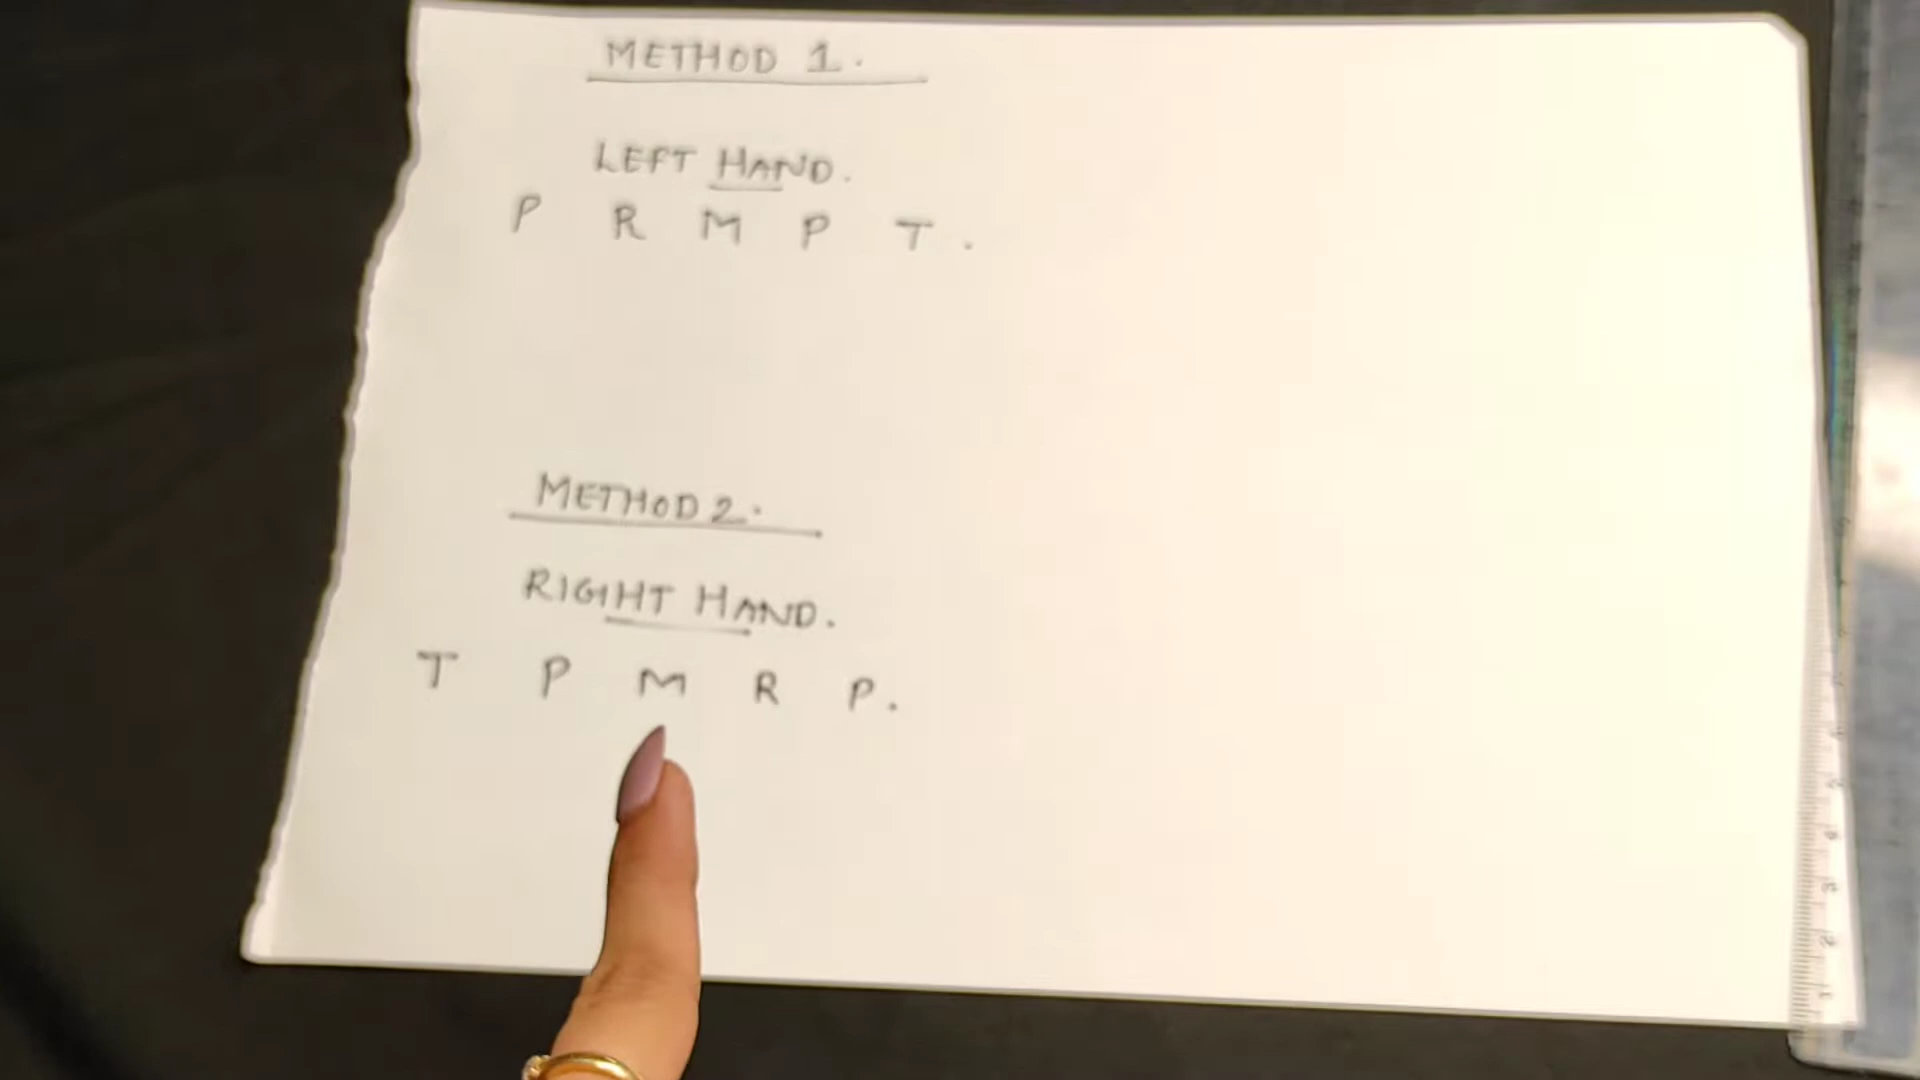 METHOD 1.
LEFT HAND.
P R M P T.
METHOD 2.
RIGHT HAND.
T P M R P.